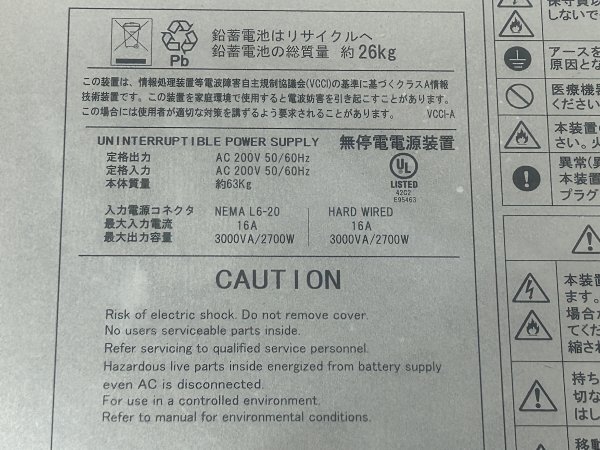 鉛蓄電池はリサイクルへ
鉛蓄電池の総質量 約26kg
Pb
この装置は、情報処理装置等電波障害自主規制協議会(VCCI)の基準に基づくクラスA情報
技術装置です。この装置を家庭環境で使用すると電波妨害を引き起こすことがあります。
この場合には使用者が適切な対策を講ずるよう要求されることがあります。 VCCI-A
UNINTERRUPTIBLE POWER SUPPLY 無停電電源装置
定格出力 AC 200V 50/60Hz
定格入力 AC 200V 50/60Hz
本体質量 約63Kg
UL
LISTED
42C2
E95463
入力電源コネクタ NEMA L6-20 HARD WIRED
最大入力電流 16A 16A
最大出力容量 3000VA/2700W 3000VA/2700W
CAUTION
Risk of electric shock. Do not remove cover.
No users serviceable parts inside.
Refer servicing to qualified service personnel.
Hazardous live parts inside energized from battery supply
even AC is disconnected.
For use in a controlled environment.
Refer to manual for environmental conditions.
しないで
アースを
原因とな
医療機器
ください
本装置の
さい。火
異常(異
本装置
プラグ
本装置
ます。
場合が
てくだ
縮され
持ち
切な
はし
移動